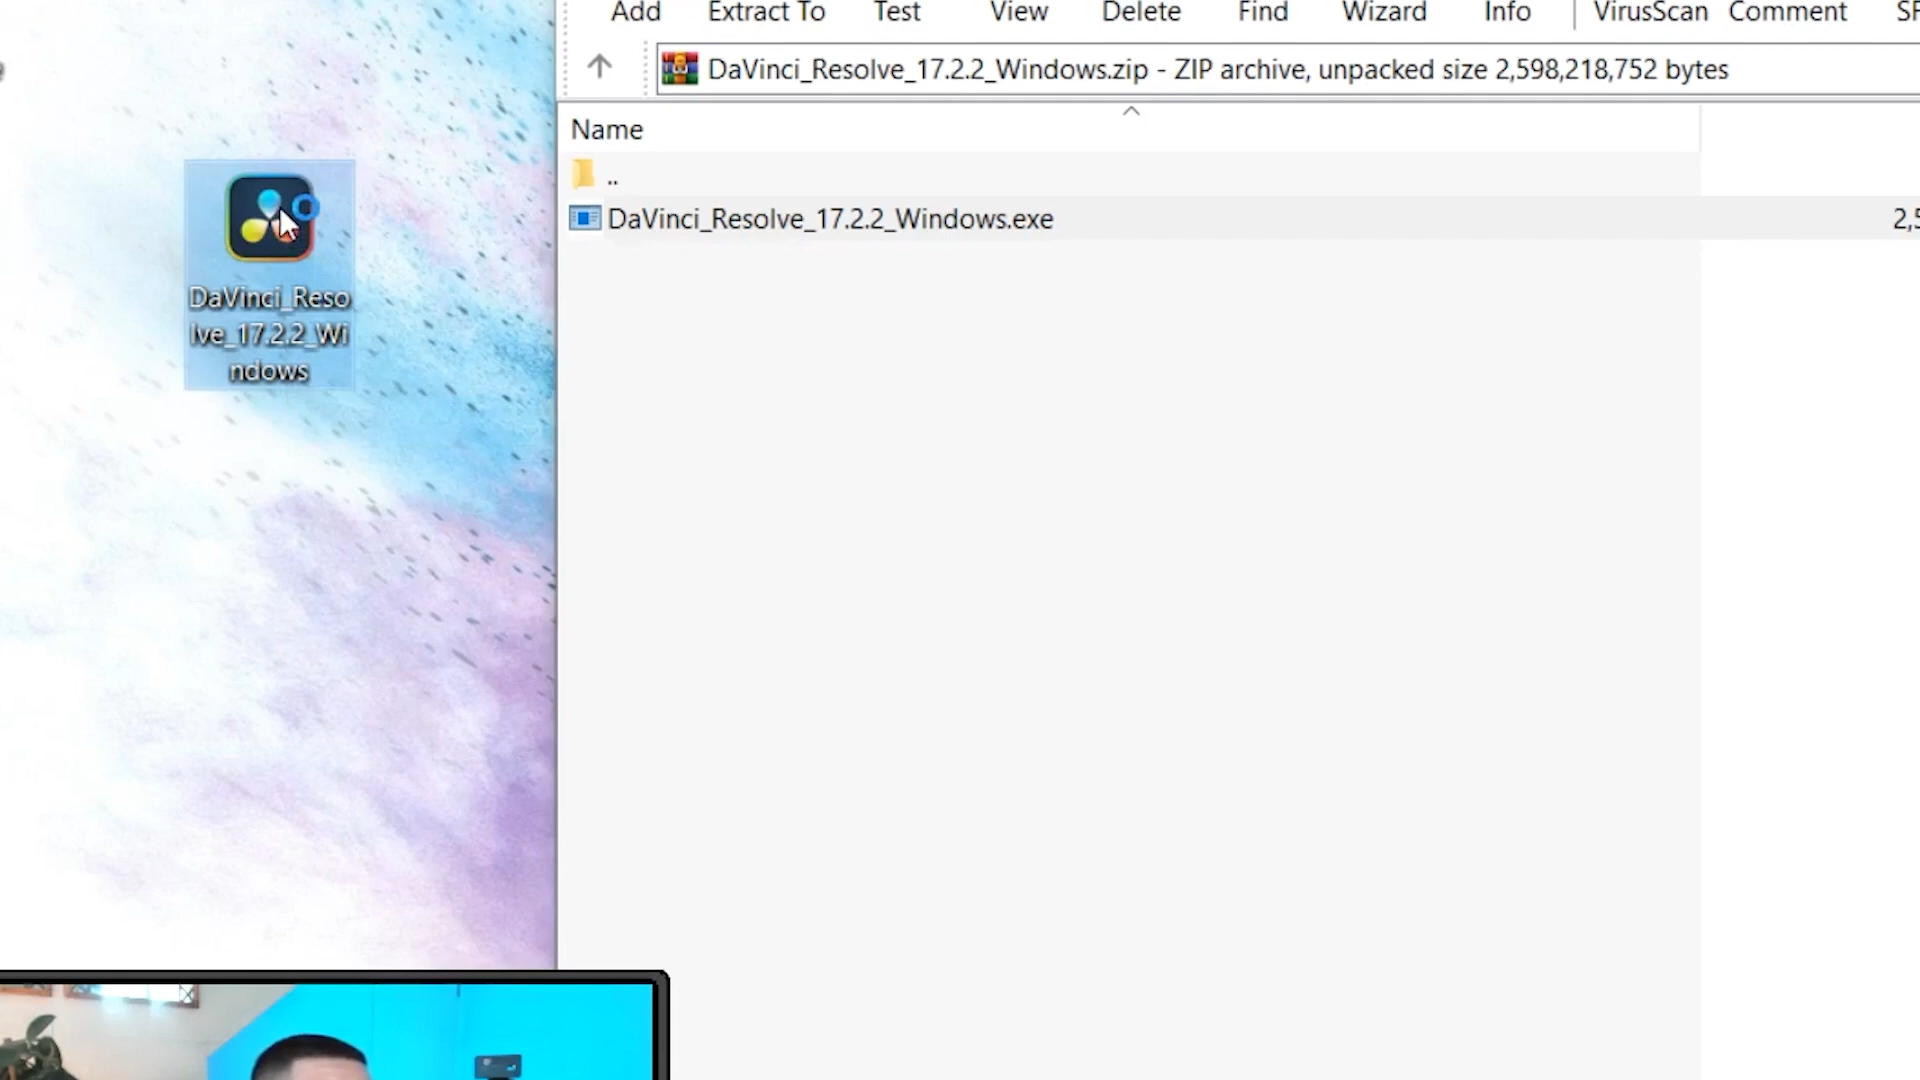 Add Extract To Test View Delete Find Wizard Info VirusScan Comment
DaVinci_Resolve_17.2.2_Windows.zip - ZIP archive, unpacked size 2,598,218,752 bytes
Name
..
DaVinci_Resolve_17.2.2_Windows.exe
DaVinci_Reso
lve_17.2.2_Wi
ndows